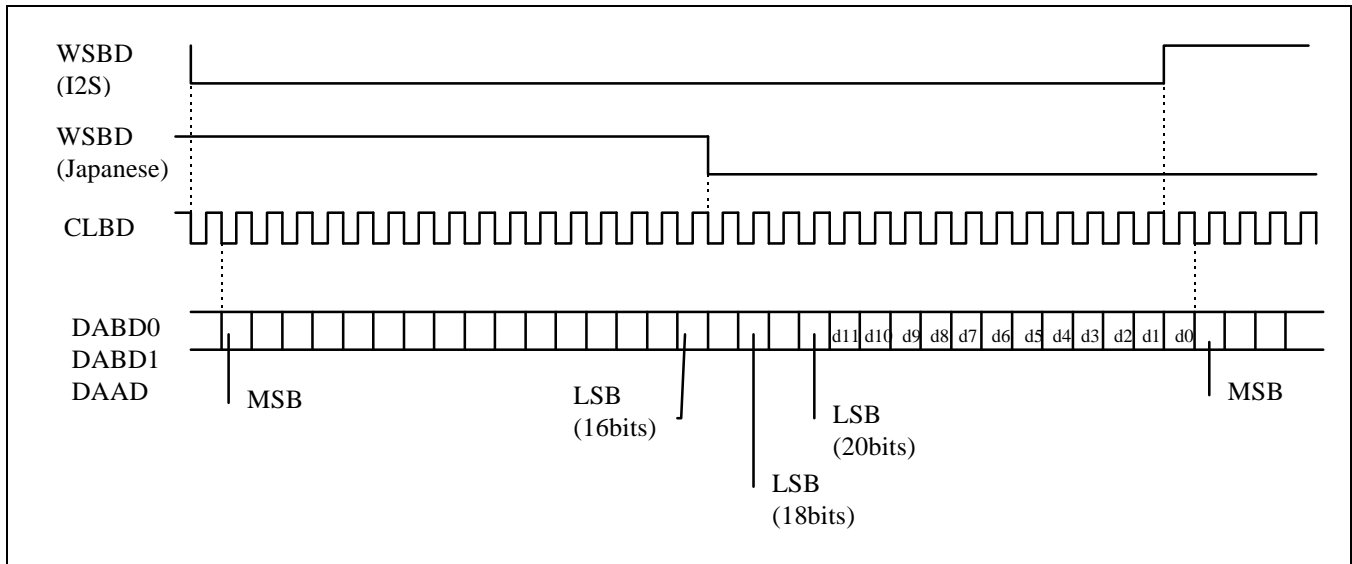 WSBD
(I2S)
WSBD
(Japanese)
CLBD
DABD0
DABD1
DAAD
d11 d10 d9 d8 d7 d6 d5 d4 d3 d2 d1 d0
MSB
LSB
(16bits)
LSB
(18bits)
LSB
(20bits)
MSB